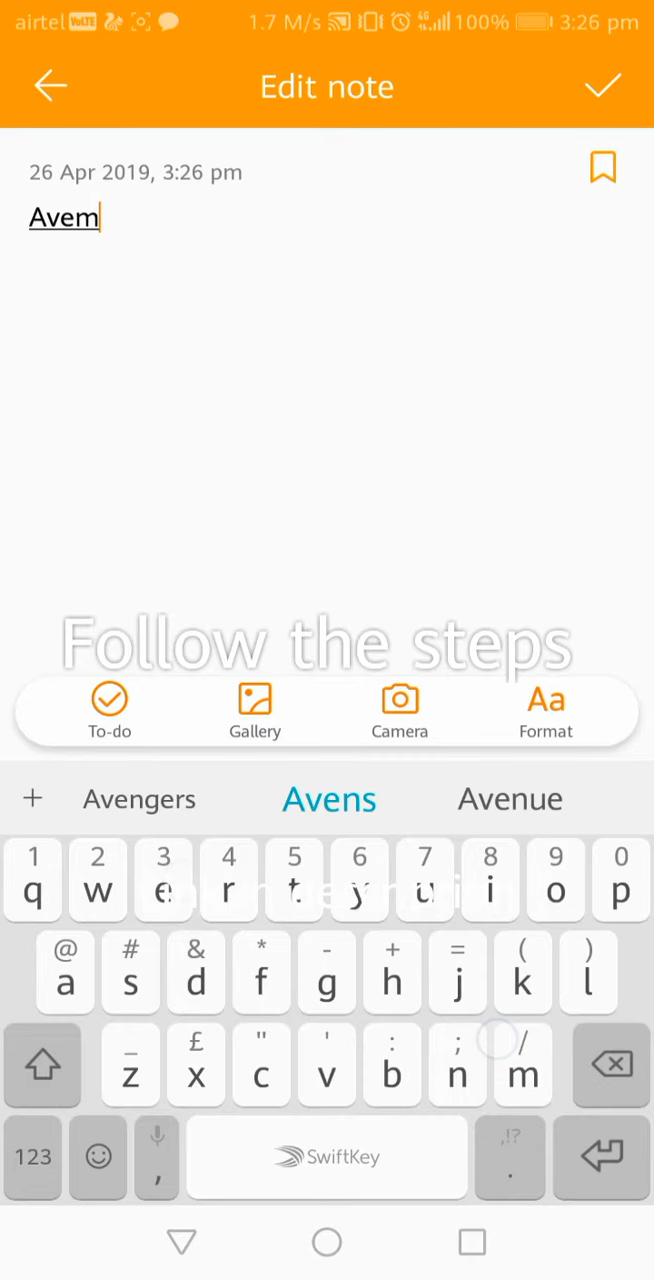 airtel VoLTE 1.7 M/s 4G 100% 3:26 pm
Edit note
26 Apr 2019, 3:26 pm
Avem
Follow the steps
To-do Gallery Camera Aa Format
+ Avengers Avens Avenue
1 2 3 4 5 6 7 8 9 0
q w e r t y u i o p
@ # & * - + = ( )
a s d f g h j k l
_ £ " ' : ; /
z x c v b n m
,!?
123 , SwiftKey .